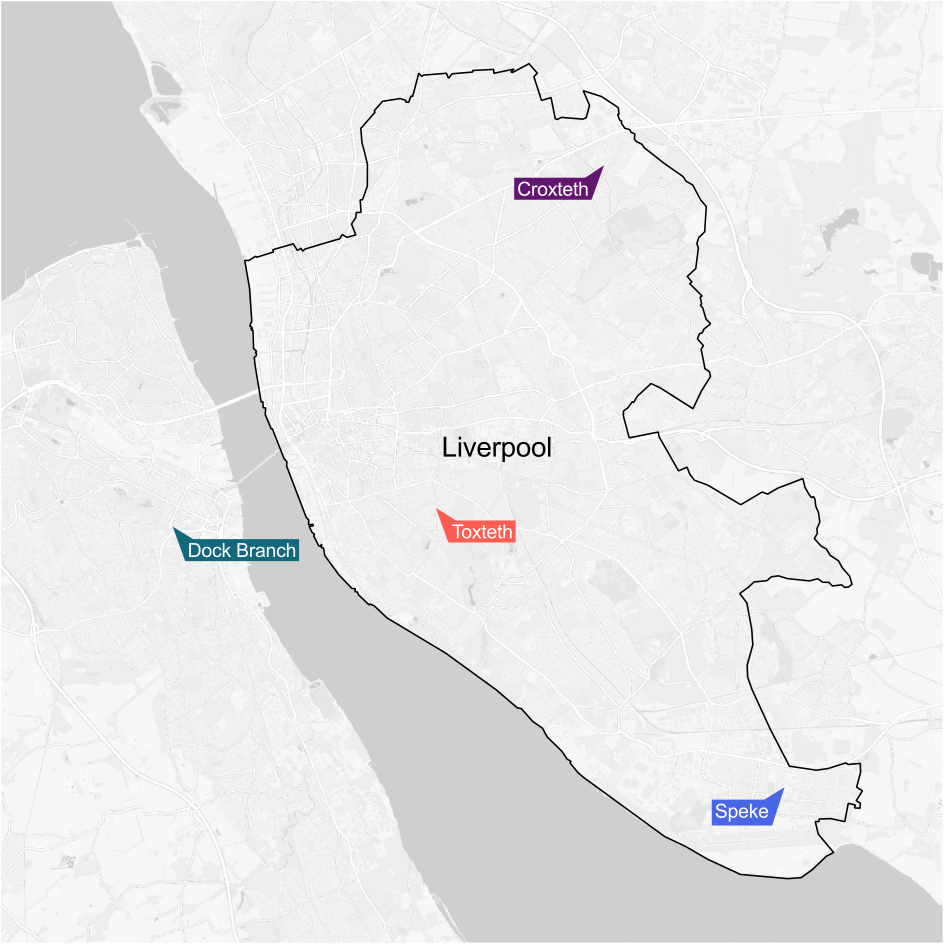 Croxteth
Liverpool
Toxteth
Dock Branch
Speke